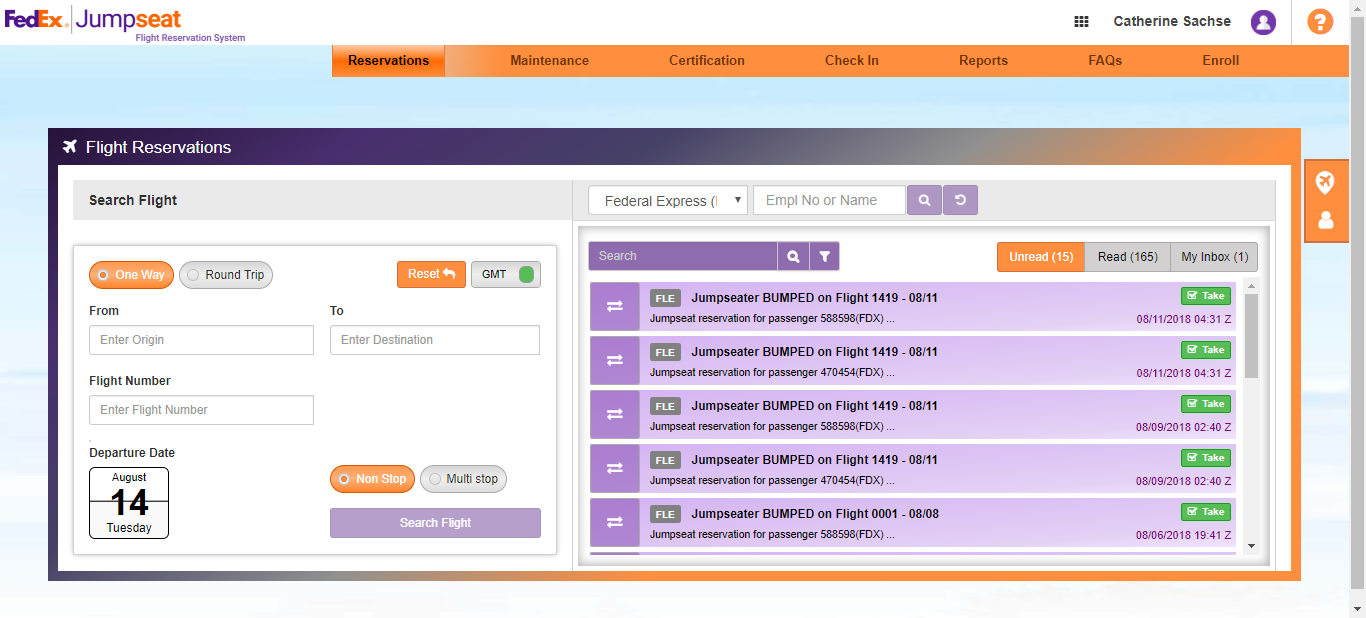 FedEx. Jumpseat
Flight Reservation System
Catherine Sachse
?
Reservations Maintenance Certification Check In Reports FAQs Enroll
Flight Reservations
Search Flight
Federal Express (
Empl No or Name
One Way Round Trip
Reset
GMT
From To
Enter Origin Enter Destination
Flight Number
Enter Flight Number
Departure Date
August
14
Tuesday
Non Stop Multi stop
Search Flight
Search
Unread (15) Read (165) My Inbox (1)
FLE Jumpseater BUMPED on Flight 1419 - 08/11 Take
Jumpseat reservation for passenger 588598(FDX) ... 08/11/2018 04:31 Z
FLE Jumpseater BUMPED on Flight 1419 - 08/11 Take
Jumpseat reservation for passenger 470454(FDX) ... 08/11/2018 04:31 Z
FLE Jumpseater BUMPED on Flight 1419 - 08/11 Take
Jumpseat reservation for passenger 588598(FDX) ... 08/09/2018 02:40 Z
FLE Jumpseater BUMPED on Flight 1419 - 08/11 Take
Jumpseat reservation for passenger 470454(FDX) ... 08/09/2018 02:40 Z
FLE Jumpseater BUMPED on Flight 0001 - 08/08 Take
Jumpseat reservation for passenger 588598(FDX) ... 08/06/2018 19:41 Z